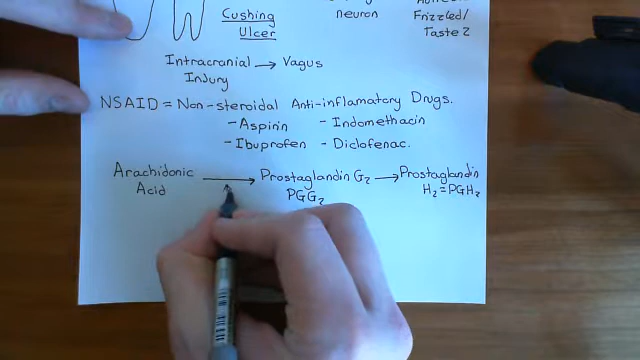 Cushing
Ulcer
neuron
Frizzled/
Taste 2
Intracranial → Vagus
Injury
NSAID = Non-steroidal Anti-inflamatory Drugs.
- Aspirin - Indomethacin
- Ibuprofen - Diclofenac.
Arachidonic → Prostaglandin G2 → Prostaglandin
Acid PGG2 H2 = PGH2